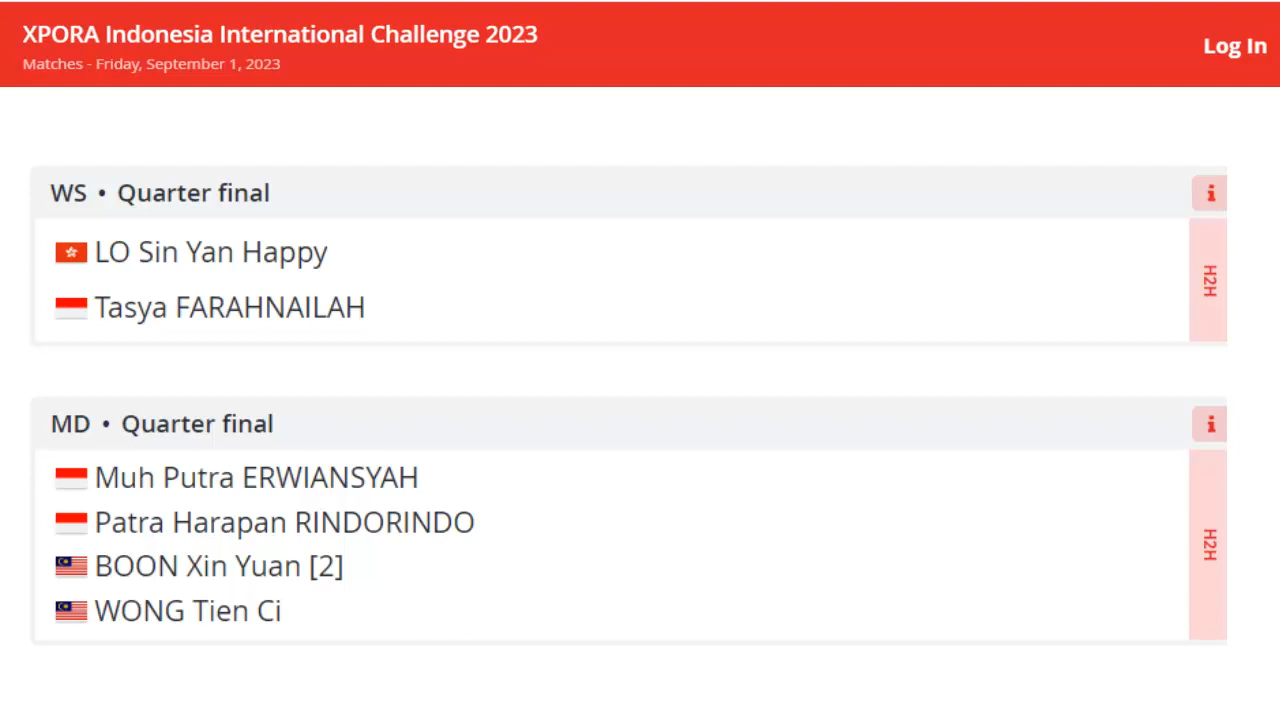 XPORA Indonesia International Challenge 2023
Matches - Friday, September 1, 2023
Log In
WS • Quarter final
i
LO Sin Yan Happy
Tasya FARAHNAILAH
H2H
MD • Quarter final
i
Muh Putra ERWIANSYAH
Patra Harapan RINDORINDO
BOON Xin Yuan [2]
WONG Tien Ci
H2H